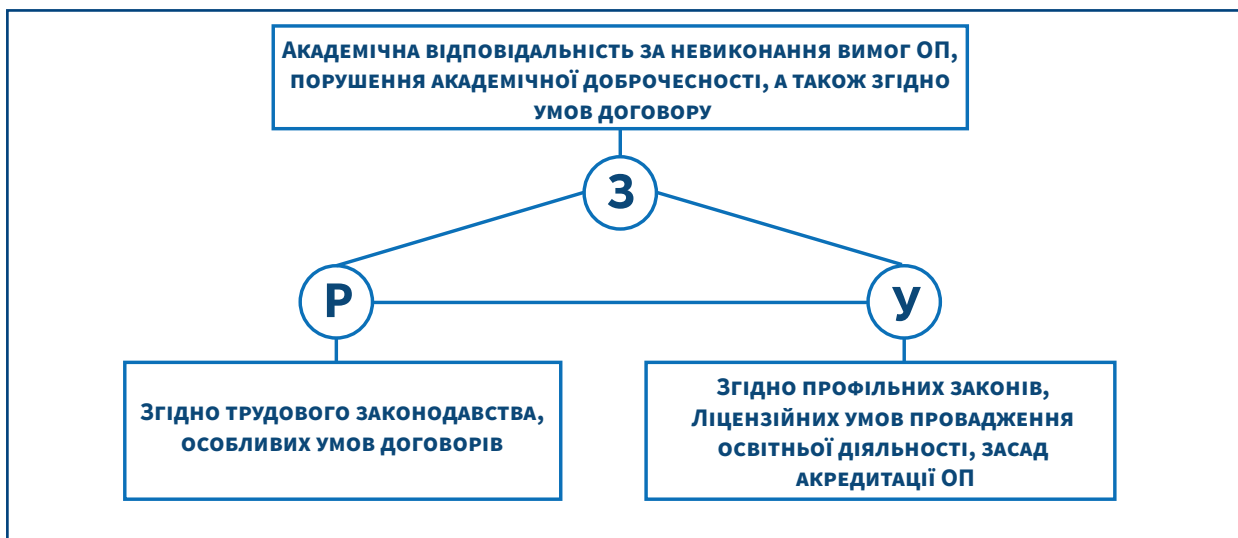 Академічна відповідальність за невиконання вимог ОП,
порушення академічної доброчесності, а також згідно
умов договору
З
Р
У
Згідно трудового законодавства,
особливих умов договорів
Згідно профільних законів,
Ліцензійних умов провадження
освітньої діяльності, засад
акредитації ОП